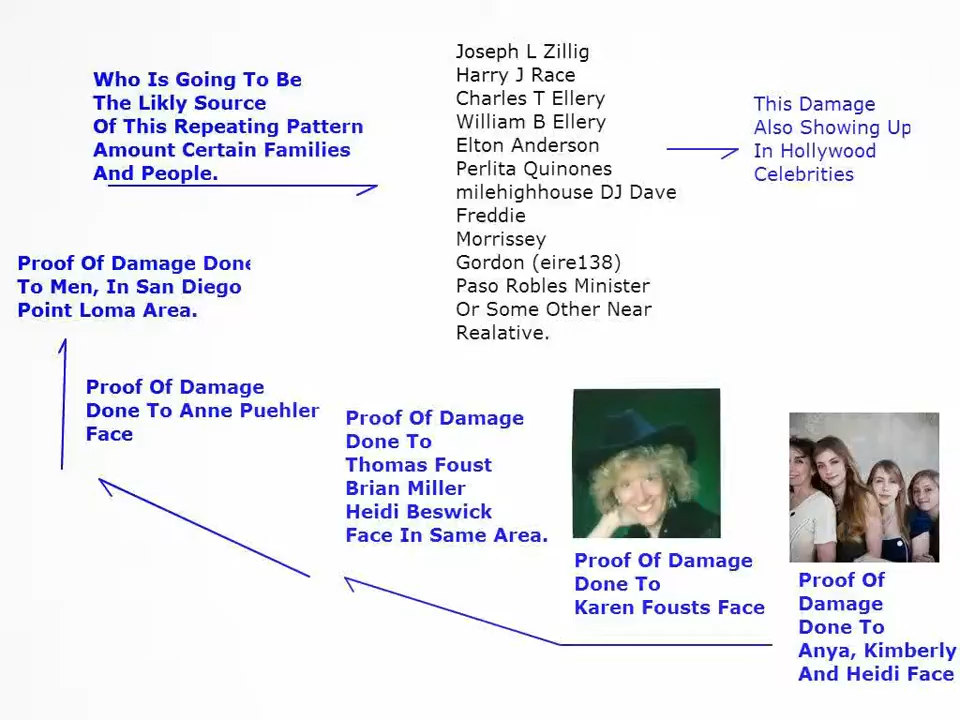 Who Is Going To Be
The Likly Source
Of This Repeating Pattern
Amount Certain Families
And People.
Joseph L Zillig
Harry J Race
Charles T Ellery
William B Ellery
Elton Anderson
Perlita Quinones
milehighhouse DJ Dave
Freddie
Morrissey
Gordon (eire138)
Paso Robles Minister
Or Some Other Near
Realative.
This Damage
Also Showing Up
In Hollywood
Celebrities
Proof Of Damage Done
To Men, In San Diego
Point Loma Area.
Proof Of Damage
Done To Anne Puehler
Face
Proof Of Damage
Done To
Thomas Foust
Brian Miller
Heidi Beswick
Face In Same Area.
Proof Of Damage
Done To
Karen Fousts Face
Proof Of
Damage
Done To
Anya, Kimberly
And Heidi Face